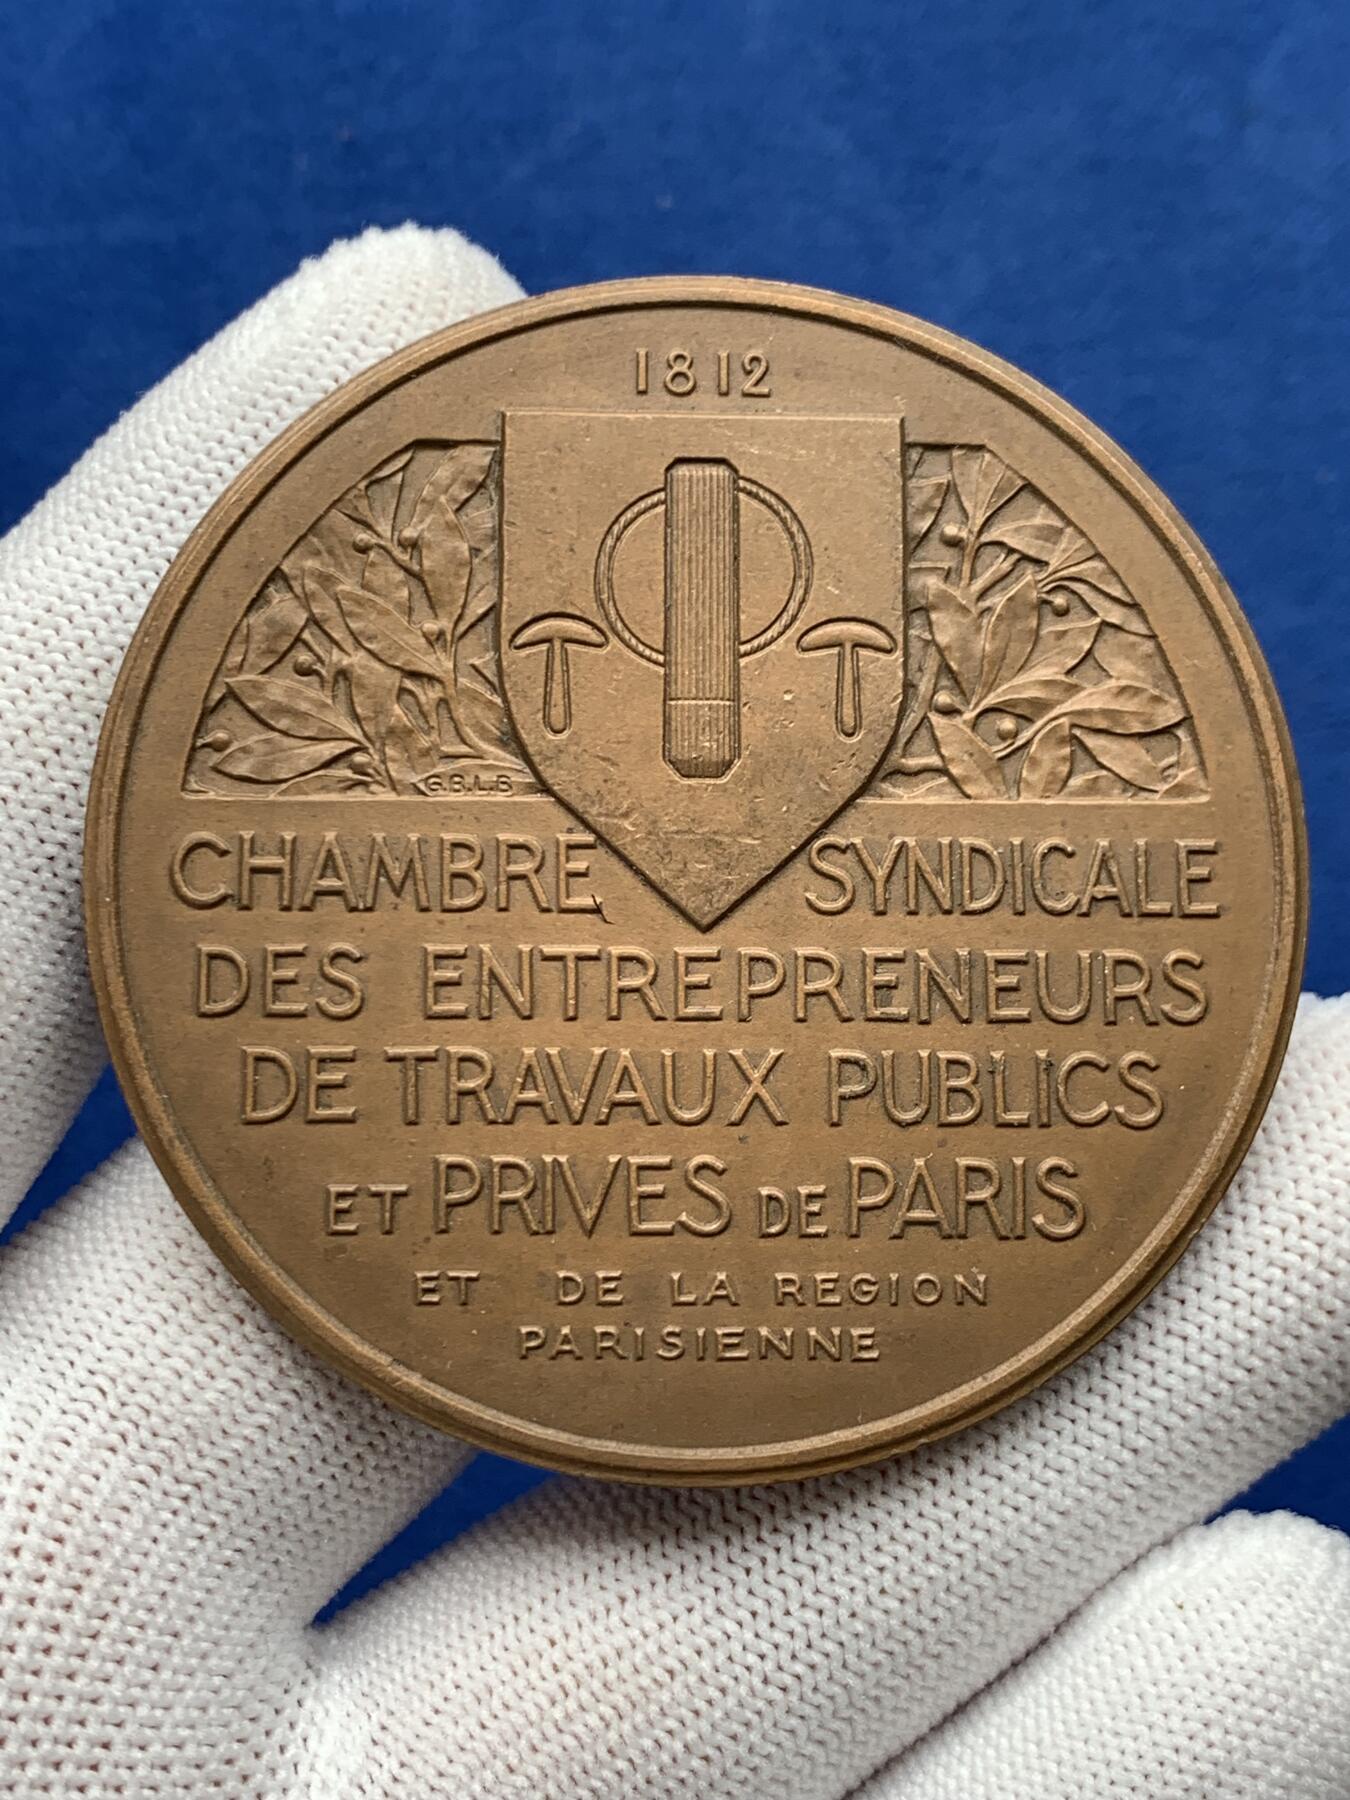 1812
G.B.L.B
CHAMBRE SYNDICALE
DES ENTREPRENEURS
DE TRAVAUX PUBLICS
ET PRIVES DE PARIS
ET DE LA REGION
PARISIENNE